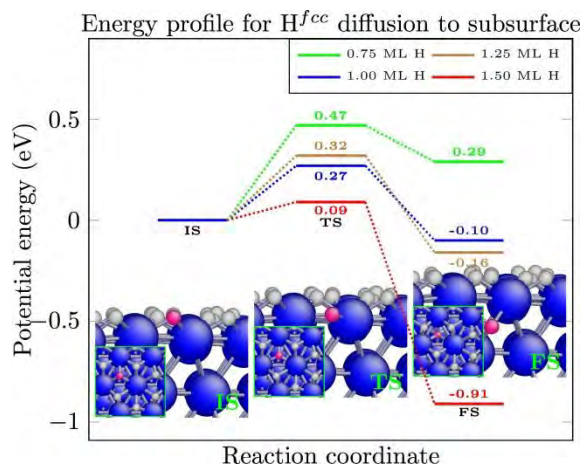 Energy profile for H^fcc diffusion to subsurface
0.75 ML H 1.25 ML H
1.00 ML H 1.50 ML H
Potential energy (eV)
0.5
0
−0.5
−1
IS
0.47
0.32
0.27
0.09
TS
0.29
-0.10
-0.16
-0.91
FS
IS
TS
FS
Reaction coordinate